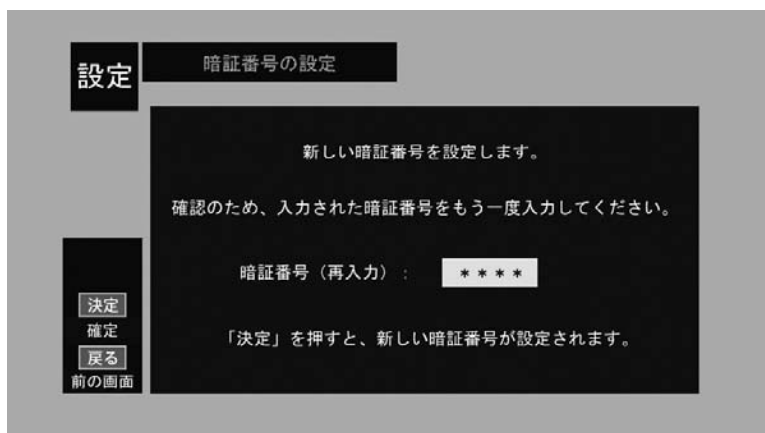 設定
暗証番号の設定
新しい暗証番号を設定します。
確認のため、入力された暗証番号をもう一度入力してください。
暗証番号（再入力）： ＊＊＊＊
「決定」を押すと、新しい暗証番号が設定されます。
決定
確定
戻る
前の画面